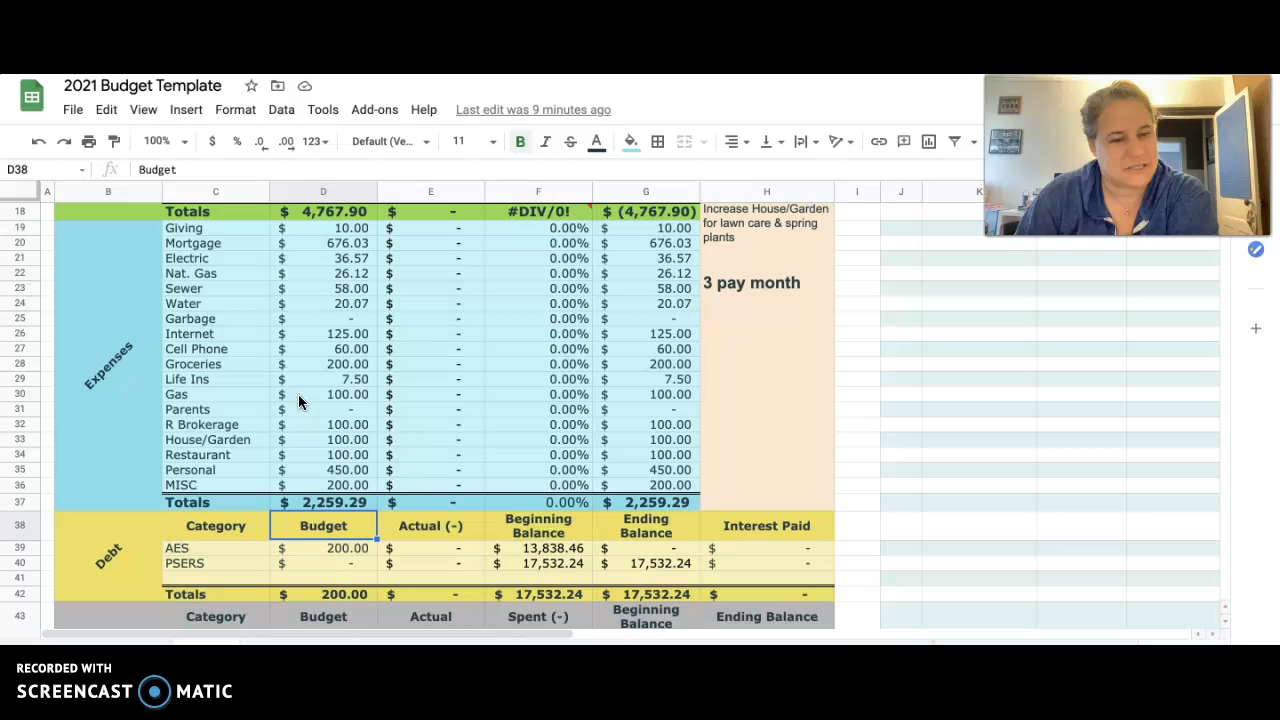 2021 Budget Template
File Edit View Insert Format Data Tools Add-ons Help Last edit was 9 minutes ago
100% $ % .0 .00 123 Default (Ve... 11 B I S A
D38 fx Budget
A B C D E F G H I J K
18 Totals $ 4,767.90 $ - #DIV/0! $ (4,767.90) Increase House/Garden
for lawn care & spring
plants
19 Giving $ 10.00 $ - 0.00% $ 10.00
20 Mortgage $ 676.03 $ - 0.00% $ 676.03
21 Electric $ 36.57 $ - 0.00% $ 36.57
22 Nat. Gas $ 26.12 $ - 0.00% $ 26.12
3 pay month
23 Sewer $ 58.00 $ - 0.00% $ 58.00
24 Water $ 20.07 $ - 0.00% $ 20.07
25 Garbage $ - $ - 0.00% $ -
26 Internet $ 125.00 $ - 0.00% $ 125.00
27 Cell Phone $ 60.00 $ - 0.00% $ 60.00
28 Groceries $ 200.00 $ - 0.00% $ 200.00
29 Life Ins $ 7.50 $ - 0.00% $ 7.50
30 Gas $ 100.00 $ - 0.00% $ 100.00
31 Parents $ - $ - 0.00% $ -
32 R Brokerage $ 100.00 $ - 0.00% $ 100.00
33 House/Garden $ 100.00 $ - 0.00% $ 100.00
34 Restaurant $ 100.00 $ - 0.00% $ 100.00
35 Personal $ 450.00 $ - 0.00% $ 450.00
36 MISC $ 200.00 $ - 0.00% $ 200.00
Expenses
37 Totals $ 2,259.29 $ - 0.00% $ 2,259.29
38 Category Budget Actual (-) Beginning Balance Ending Balance Interest Paid
39 AES $ 200.00 $ - $ 13,838.46 $ - $ -
40 PSERS $ - $ - $ 17,532.24 $ 17,532.24 $ -
41
Debt
42 Totals $ 200.00 $ - $ 17,532.24 $ 17,532.24 $ -
43 Category Budget Actual Spent (-) Beginning Balance Ending Balance
RECORDED WITH
SCREENCAST MATIC